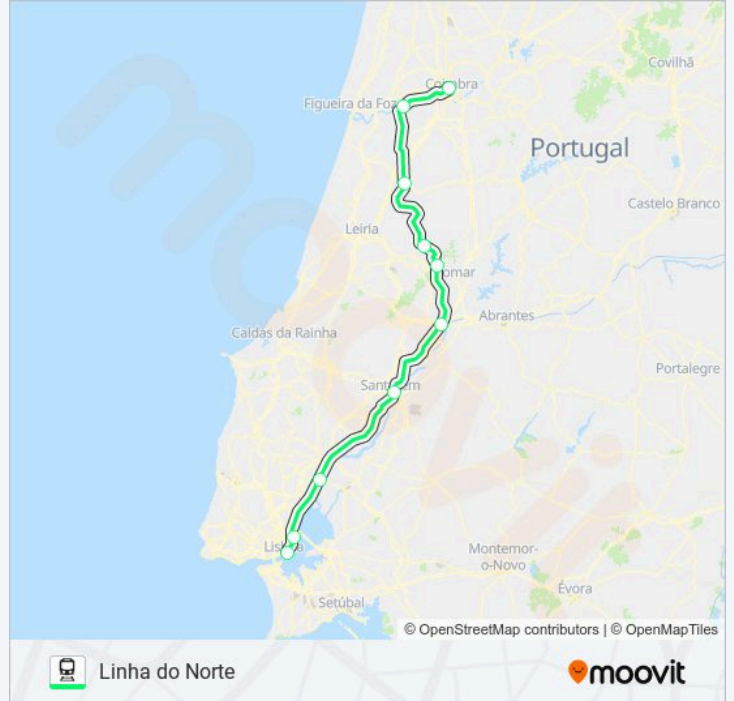 Covilhã
Coimbra
Figueira da Foz
Portugal
Castelo Branco
Leiria
omar
Abrantes
Caldas da Rainha
Portalegre
Santarém
Lisboa
Montemor-
o-Novo
Évora
Setúbal
© OpenStreetMap contributors | © OpenMapTiles
Linha do Norte
moovit